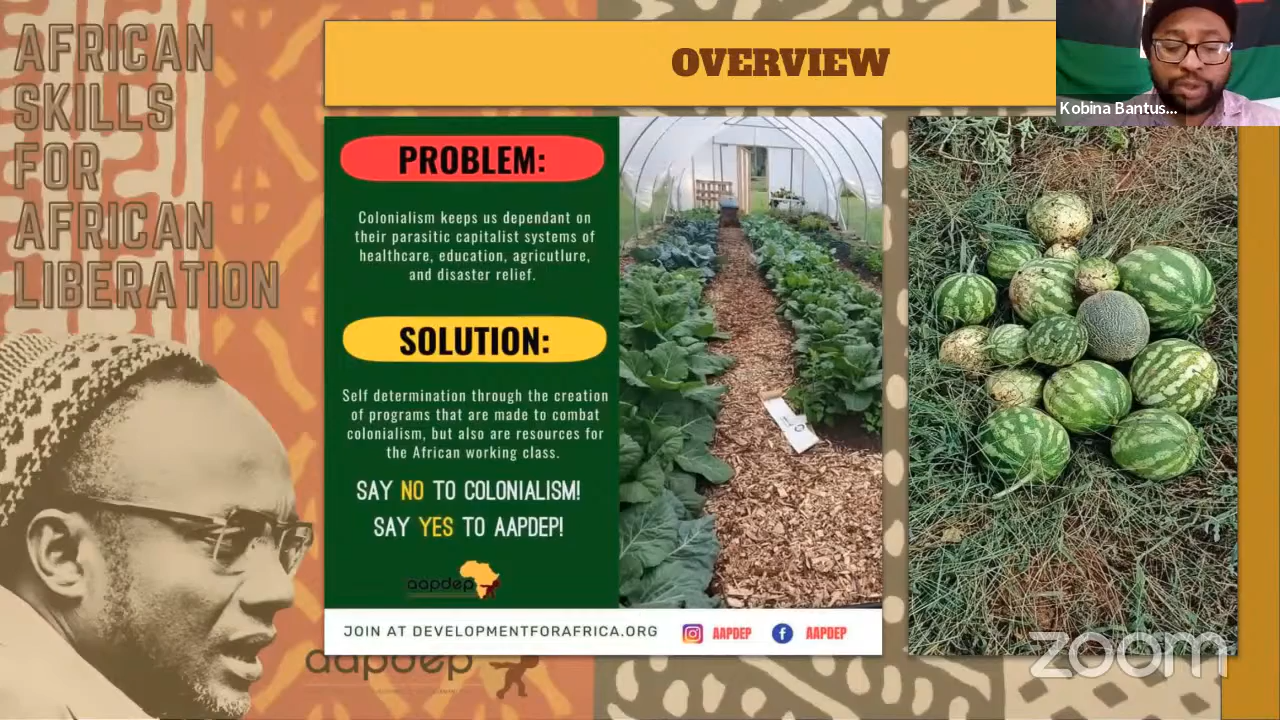 AFRICAN
SKILLS
FOR
AFRICAN
LIBERATION
OVERVIEW
Kobina Bantus...
PROBLEM:
Colonialism keeps us dependant on
their parasitic capitalist systems of
healthcare, education, agricutlure,
and disaster relief.
SOLUTION:
Self determination through the creation
of programs that are made to combat
colonialism, but also are resources for
the African working class.
SAY NO TO COLONIALISM!
SAY YES TO AAPDEP!
aapdep
JOIN AT DEVELOPMENTFORAFRICA.ORG
AAPDEP
AAPDEP
aapdep
zoom